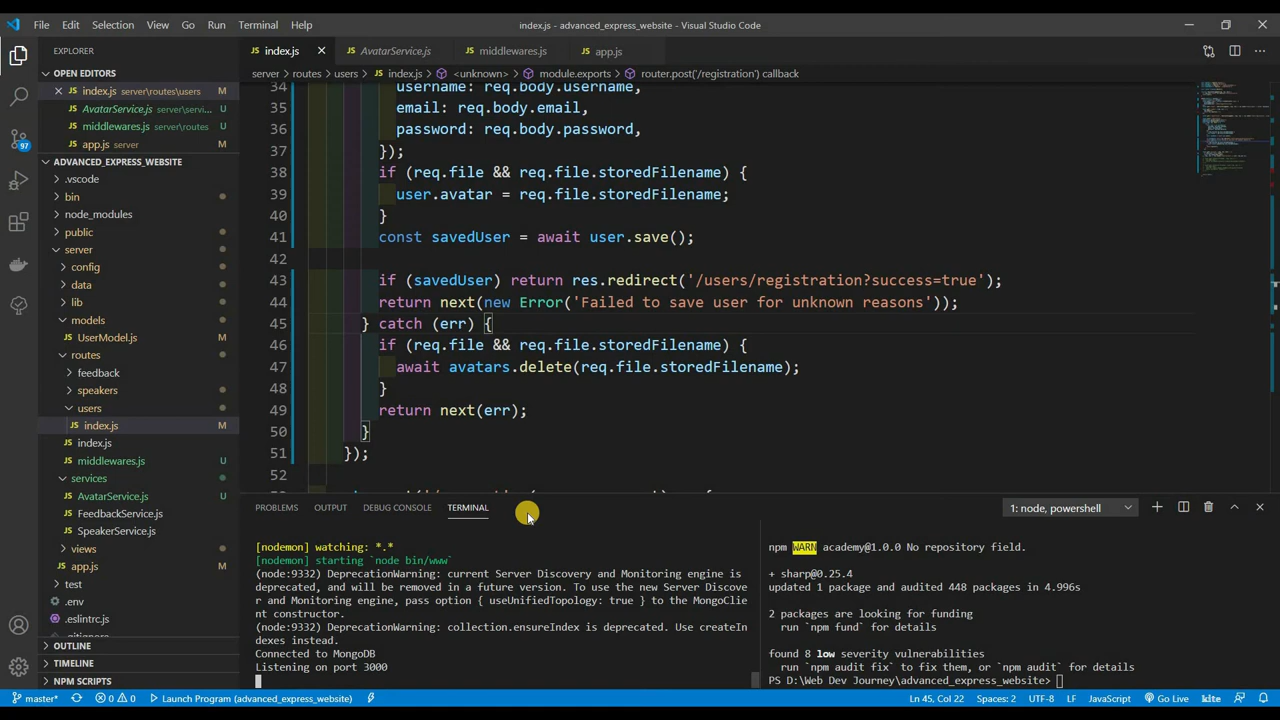 File Edit Selection View Go Run Terminal Help
index.js - advanced_express_website - Visual Studio Code
EXPLORER
OPEN EDITORS
index.js server\routes\users M
AvatarService.js server\servi... U
middlewares.js server\routes U
app.js server M
ADVANCED_EXPRESS_WEBSITE
.vscode
bin
node_modules
public
server
config
data
lib
models
UserModel.js M
routes
feedback
speakers
users
index.js M
index.js
middlewares.js U
services
AvatarService.js U
FeedbackService.js
SpeakerService.js
views
app.js M
test
.env
.eslintrc.js
OUTLINE
TIMELINE
NPM SCRIPTS
97
index.js AvatarService.js middlewares.js app.js
server > routes > users > index.js > <unknown> > module.exports > router.post('/registration') callback
34 username: req.body.username,
35 email: req.body.email,
36 password: req.body.password,
37 });
38 if (req.file && req.file.storedFilename) {
39 user.avatar = req.file.storedFilename;
40 }
41 const savedUser = await user.save();
42
43 if (savedUser) return res.redirect('/users/registration?success=true');
44 return next(new Error('Failed to save user for unknown reasons'));
45 } catch (err) {
46 if (req.file && req.file.storedFilename) {
47 await avatars.delete(req.file.storedFilename);
48 }
49 return next(err);
50 }
51 });
52
PROBLEMS OUTPUT DEBUG CONSOLE TERMINAL
1: node, powershell
[nodemon] watching: *.*
[nodemon] starting `node bin/www`
(node:9332) DeprecationWarning: current Server Discovery and Monitoring engine is
deprecated, and will be removed in a future version. To use the new Server Discove
r and Monitoring engine, pass option { useUnifiedTopology: true } to the MongoClie
nt constructor.
(node:9332) DeprecationWarning: collection.ensureIndex is deprecated. Use createIn
dexes instead.
Connected to MongoDB
Listening on port 3000
npm WARN academy@1.0.0 No repository field.
+ sharp@0.25.4
updated 1 package and audited 448 packages in 4.996s
2 packages are looking for funding
run `npm fund` for details
found 8 low severity vulnerabilities
run `npm audit fix` to fix them, or `npm audit` for details
PS D:\Web Dev Journey\advanced_express_website>
master* 0 0 Launch Program (advanced_express_website)
Ln 45, Col 22 Spaces: 2 UTF-8 LF JavaScript Go Live kite